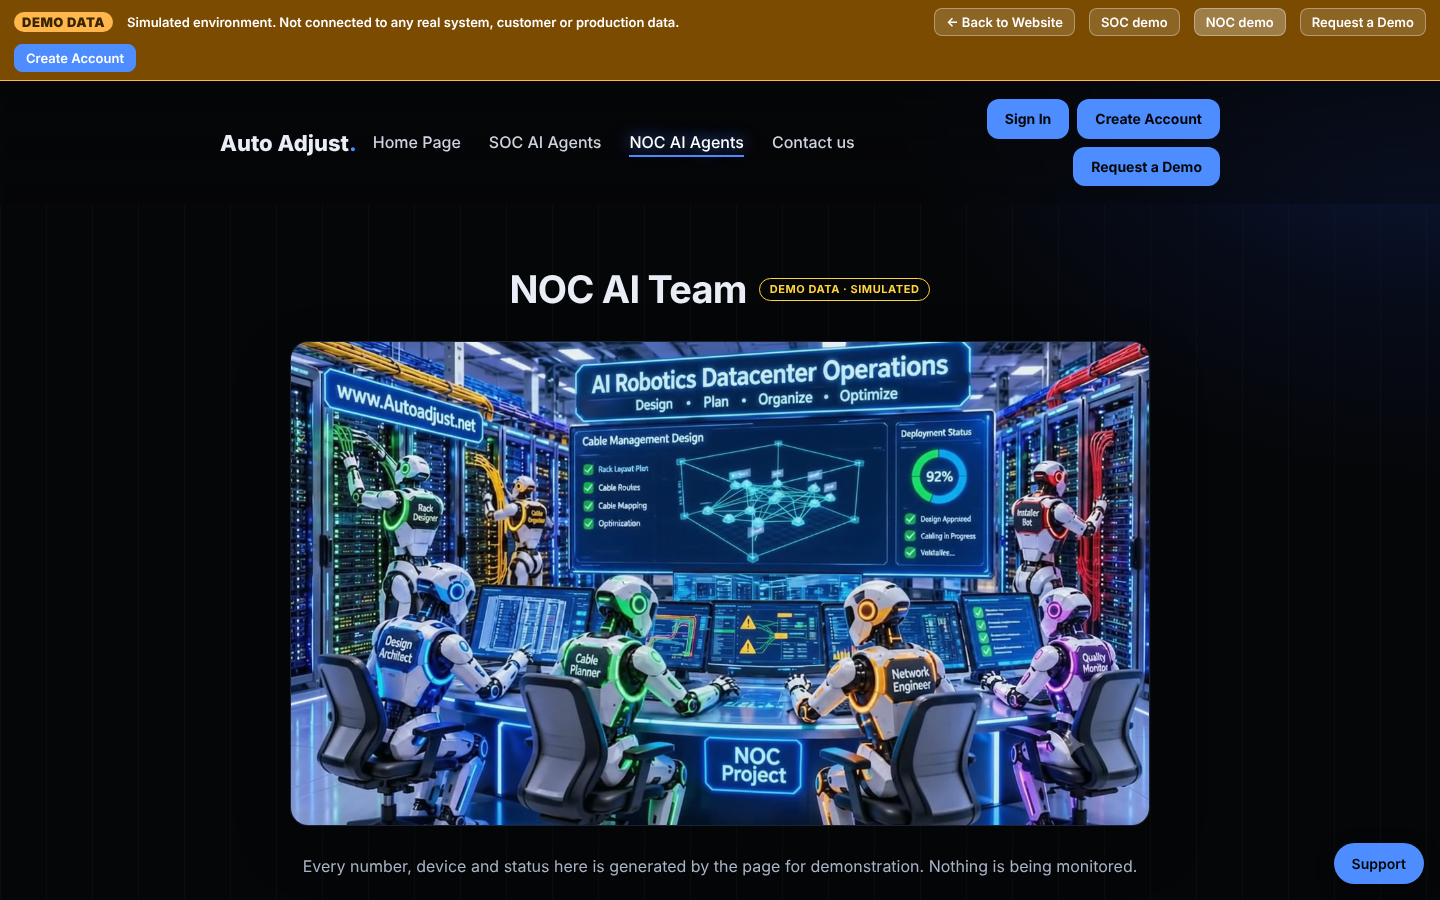 DEMO DATA Simulated environment. Not connected to any real system, customer or production data. ← Back to Website SOC demo NOC demo Request a Demo
Create Account
Auto Adjust. Home Page SOC AI Agents NOC AI Agents Contact us Sign In Create Account
Request a Demo
NOC AI Team DEMO DATA · SIMULATED
www.Autoadjust.net
AI Robotics Datacenter Operations
Design • Plan • Organize • Optimize
Cable Management Design
Rack Layout Plan
Cable Routes
Cable Mapping
Optimization
Deployment Status
92%
Design Approved
Cabling in Progress
Rack
Designer
Cable
Organizer
Installer
Bot
Design
Architect
Cable
Planner
Network
Engineer
Quality
Monitor
NOC
Project
Every number, device and status here is generated by the page for demonstration. Nothing is being monitored.
Support